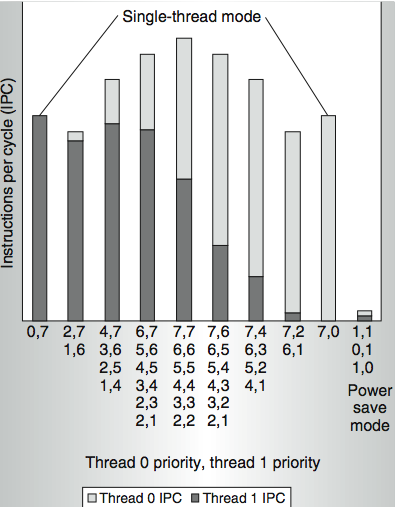 Single-thread mode
Instructions per cycle (IPC)
0,7 2,7 4,7 6,7 7,7 7,6 7,4 7,2 7,0 1,1
1,6 3,6 5,6 6,6 6,5 6,3 6,1 0,1
2,5 4,5 5,5 5,4 5,2 1,0
1,4 3,4 4,4 4,3 4,1 Power
2,3 3,3 3,2 save
2,1 2,2 2,1 mode
Thread 0 priority, thread 1 priority
Thread 0 IPC Thread 1 IPC